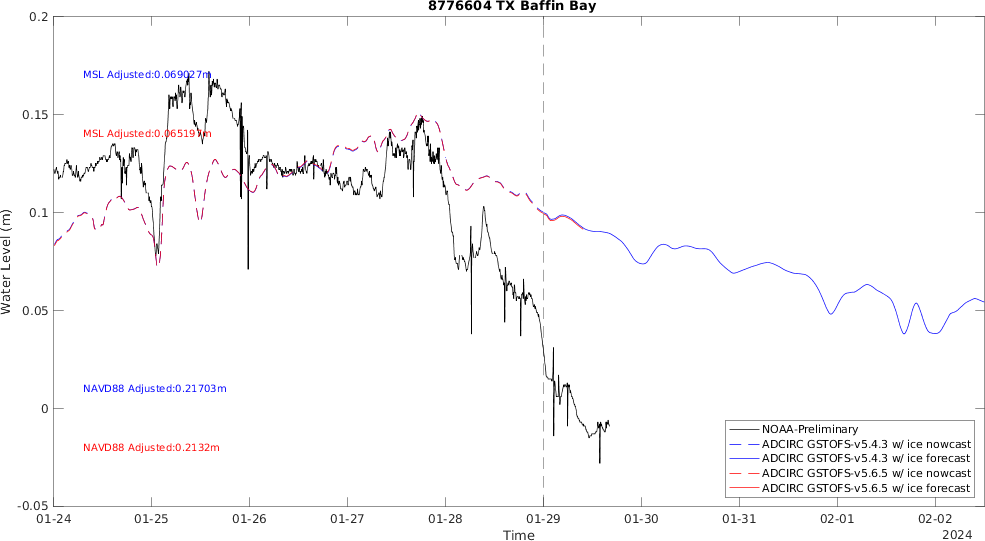 8776604 TX Baffin Bay
0.2
0.15
0.1
0.05
0
-0.05
Water Level (m)
MSL Adjusted:0.069027m
MSL Adjusted:0.065197m
NAVD88 Adjusted:0.21703m
NAVD88 Adjusted:0.2132m
NOAA-Preliminary
ADCIRC GSTOFS-v5.4.3 w/ ice nowcast
ADCIRC GSTOFS-v5.4.3 w/ ice forecast
ADCIRC GSTOFS-v5.6.5 w/ ice nowcast
ADCIRC GSTOFS-v5.6.5 w/ ice forecast
01-24 01-25 01-26 01-27 01-28 01-29 01-30 01-31 02-01 02-02
Time
2024